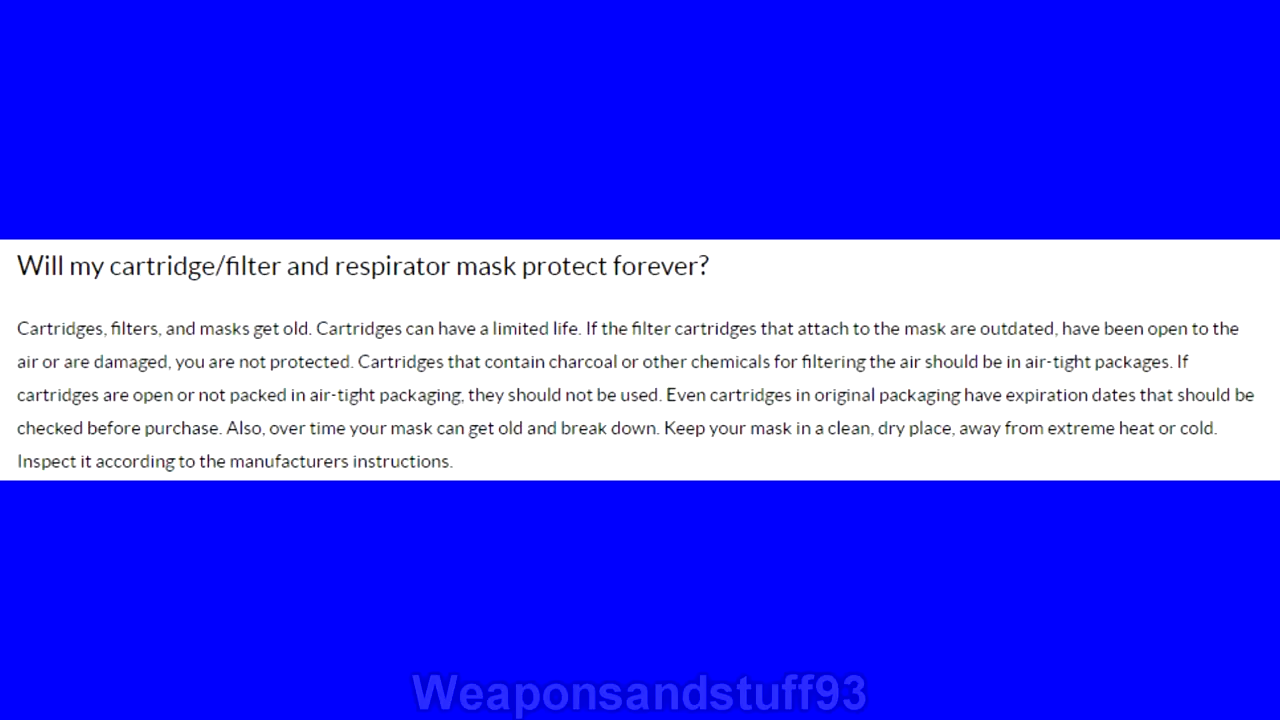 Will my cartridge/filter and respirator mask protect forever?
Cartridges, filters, and masks get old. Cartridges can have a limited life. If the filter cartridges that attach to the mask are outdated, have been open to the
air or are damaged, you are not protected. Cartridges that contain charcoal or other chemicals for filtering the air should be in air-tight packages. If
cartridges are open or not packed in air-tight packaging, they should not be used. Even cartridges in original packaging have expiration dates that should be
checked before purchase. Also, over time your mask can get old and break down. Keep your mask in a clean, dry place, away from extreme heat or cold.
Inspect it according to the manufacturers instructions.
Weaponsandstuff93